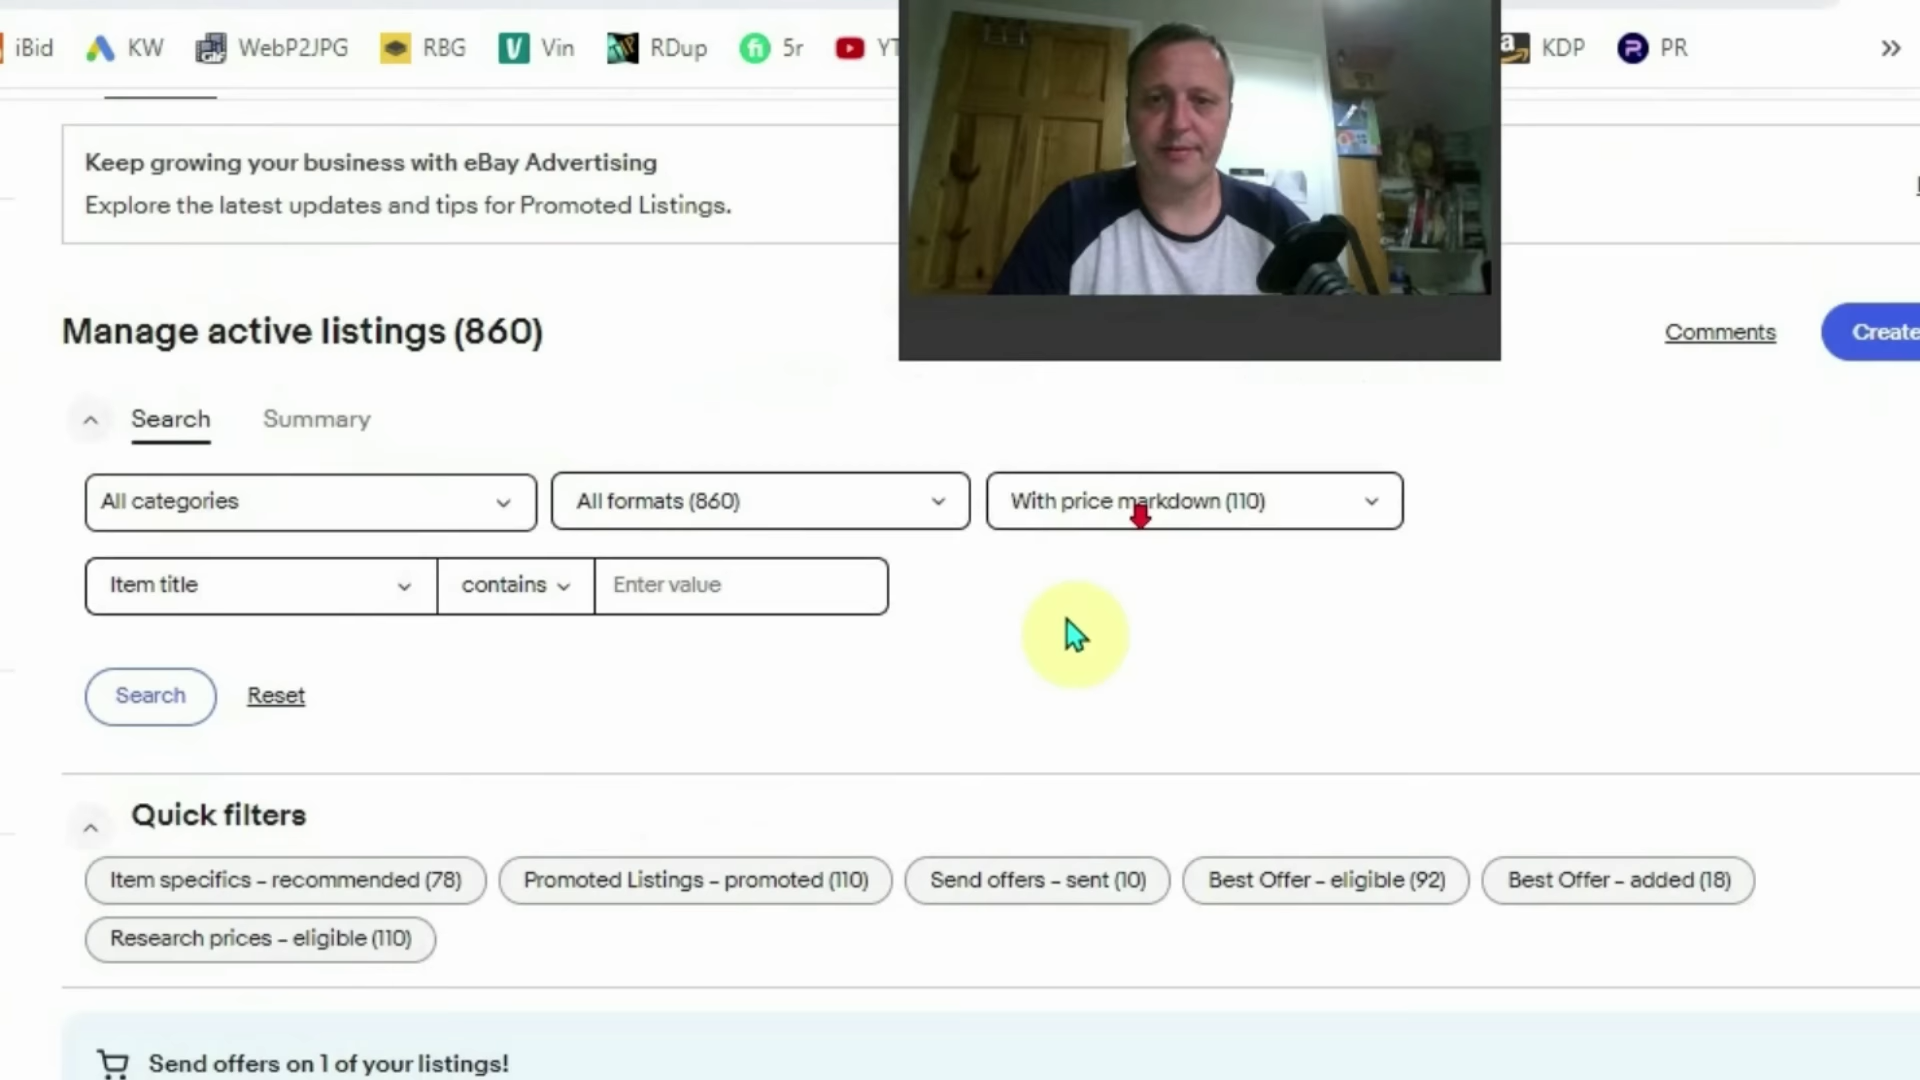 iBid KW WebP2JPG RBG Vin RDup 5r KDP PR
Keep growing your business with eBay Advertising
Explore the latest updates and tips for Promoted Listings.
Manage active listings (860)
Comments
Create
Search Summary
All categories All formats (860) With price markdown (110)
Item title contains Enter value
Search Reset
Quick filters
Item specifics - recommended (78) Promoted Listings - promoted (110) Send offers - sent (10) Best Offer - eligible (92) Best Offer - added (18)
Research prices - eligible (110)
Send offers on 1 of your listings!